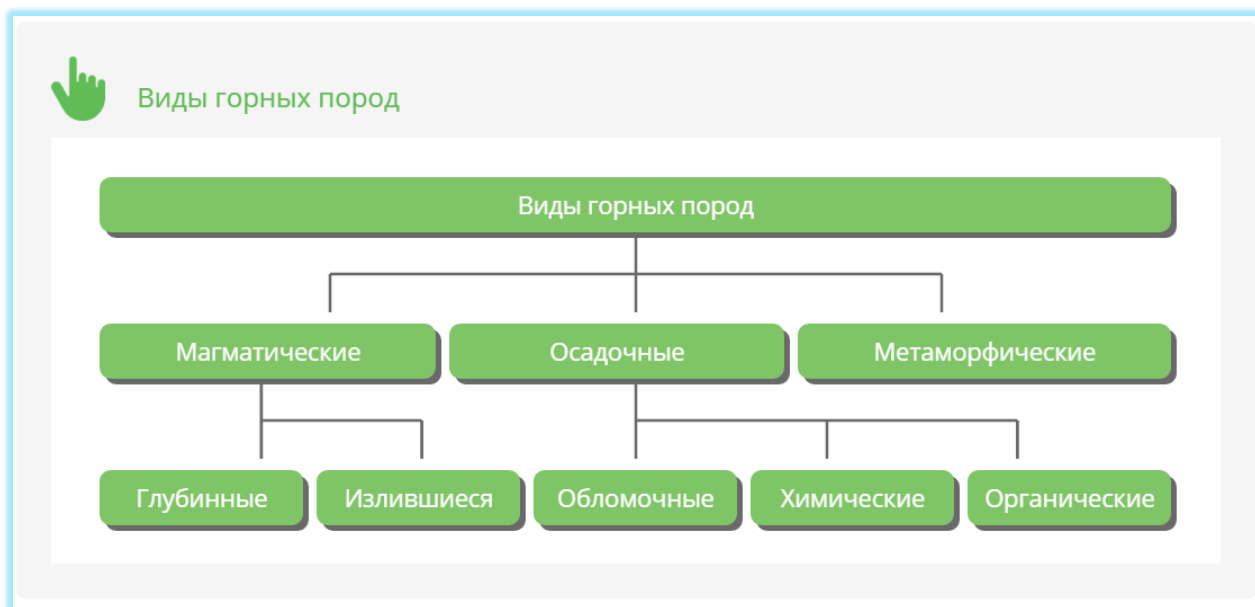 Виды горных пород
Виды горных пород
Магматические Осадочные Метаморфические
Глубинные Излившиеся Обломочные Химические Органические